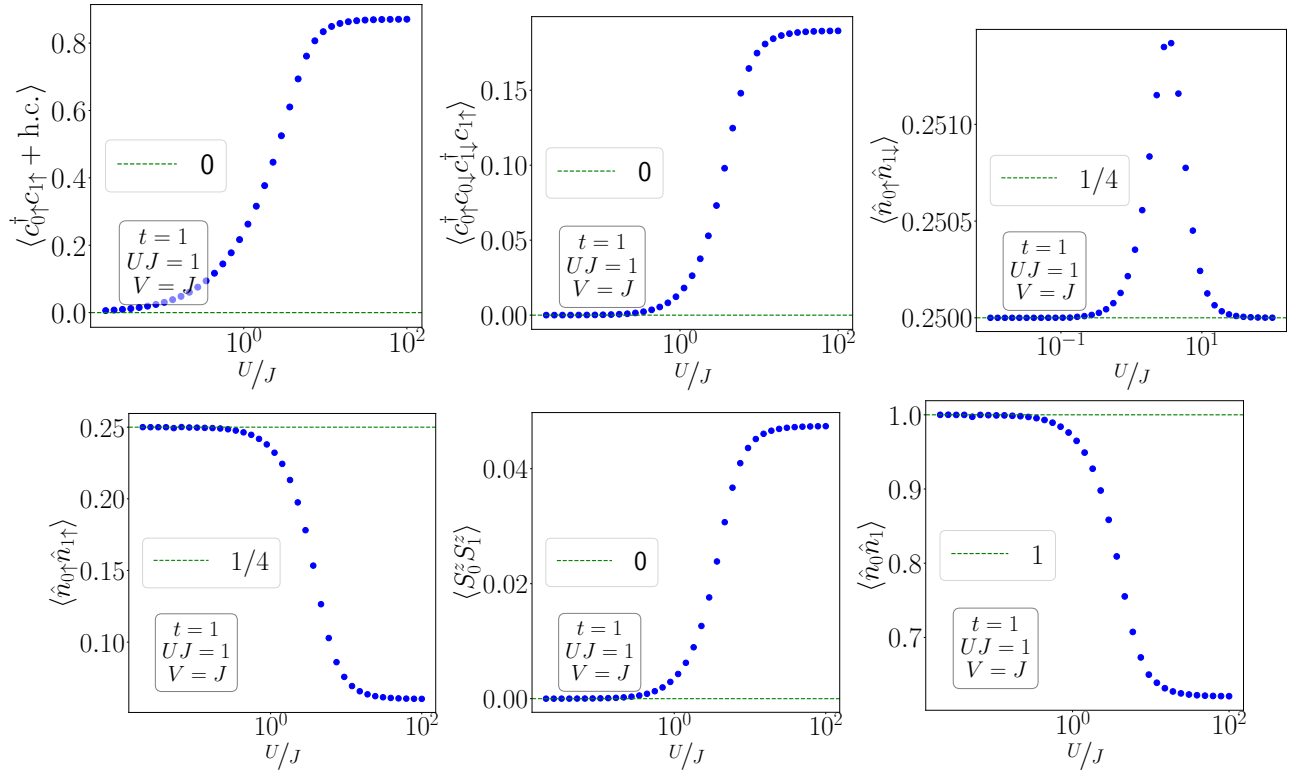 ⟨c†0↑c1↑ + h.c.⟩
0.8
0.6
0.4
0.2
0.0
0
t = 1
UJ = 1
V = J
10^0
10^2
U/J
⟨c†0↑c0↓c†1↓c1↑⟩
0.15
0.10
0.05
0.00
0
t = 1
UJ = 1
V = J
10^0
10^2
U/J
⟨n̂0↑n̂1↓⟩
0.2510
0.2505
0.2500
1/4
t = 1
UJ = 1
V = J
10^-1
10^1
U/J
⟨n̂0↑n̂1↑⟩
0.25
0.20
0.15
0.10
1/4
t = 1
UJ = 1
V = J
10^0
10^2
U/J
⟨S^z_0 S^z_1⟩
0.04
0.02
0.00
0
t = 1
UJ = 1
V = J
10^0
10^2
U/J
⟨n̂0n̂1⟩
1.0
0.9
0.8
0.7
1
t = 1
UJ = 1
V = J
10^0
10^2
U/J